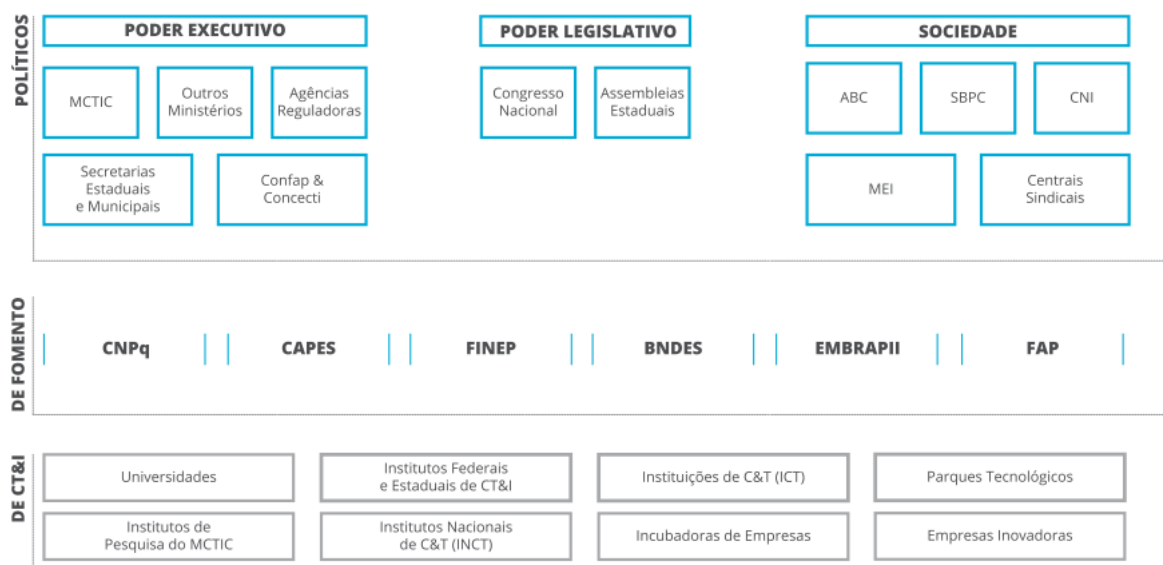 POLÍTICOS
PODER EXECUTIVO
MCTIC
Outros
Ministérios
Agências
Reguladoras
Secretarias
Estaduais
e Municipais
Confap &
Concecti
PODER LEGISLATIVO
Congresso
Nacional
Assembleias
Estaduais
SOCIEDADE
ABC
SBPC
CNI
MEI
Centrais
Sindicais
DE FOMENTO
CNPq
CAPES
FINEP
BNDES
EMBRAPII
FAP
DE CT&I
Universidades
Institutos Federais
e Estaduais de CT&I
Instituições de C&T (ICT)
Parques Tecnológicos
Institutos de
Pesquisa do MCTIC
Institutos Nacionais
de C&T (INCT)
Incubadoras de Empresas
Empresas Inovadoras